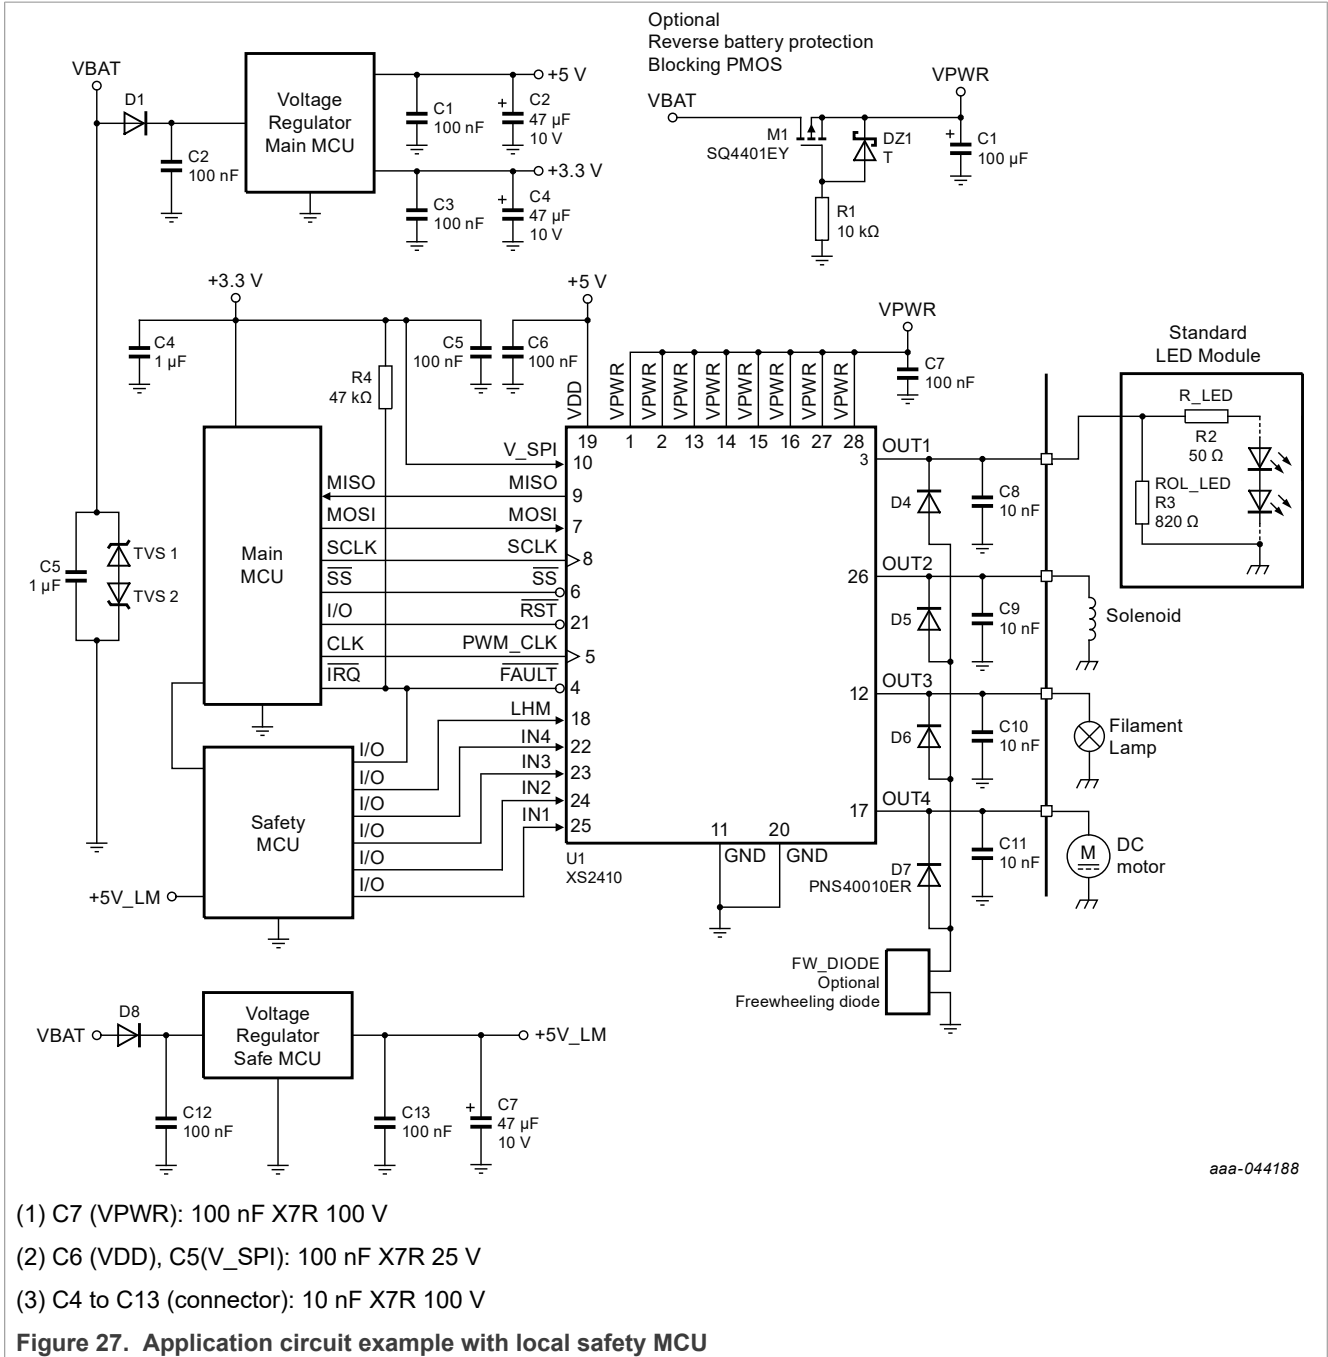 Optional
Reverse battery protection
Blocking PMOS
VBAT
D1
C2
100 nF
Voltage
Regulator
Main MCU
+5 V
C1
100 nF
+
C2
47 µF
10 V
+3.3 V
C3
100 nF
+
C4
47 µF
10 V
VBAT
M1
SQ4401EY
DZ1
T
VPWR
+
C1
100 µF
R1
10 kΩ
+3.3 V
C4
1 µF
R4
47 kΩ
C5
100 nF
+5 V
C6
100 nF
VPWR
C7
100 nF
VDD
VPWR
VPWR
VPWR
VPWR
VPWR
VPWR
VPWR
VPWR
19
1
2
13
14
15
16
27
28
C5
1 µF
TVS 1
TVS 2
Main
MCU
V_SPI
10
MISO
MISO
9
MOSI
MOSI
7
SCLK
SCLK
8
SS
SS
6
I/O
RST
21
CLK
PWM_CLK
5
IRQ
FAULT
4
LHM
18
IN4
22
IN3
23
IN2
24
IN1
25
I/O
I/O
I/O
I/O
I/O
I/O
Safety
MCU
+5V_LM
U1
XS2410
11
GND
20
GND
3
OUT1
D4
C8
10 nF
26
OUT2
D5
C9
10 nF
12
OUT3
D6
C10
10 nF
17
OUT4
D7
PNS40010ER
C11
10 nF
Standard
LED Module
R_LED
R2
50 Ω
ROL_LED
R3
820 Ω
Solenoid
Filament
Lamp
M
DC
motor
FW_DIODE
Optional
Freewheeling diode
VBAT
D8
C12
100 nF
Voltage
Regulator
Safe MCU
+5V_LM
C13
100 nF
+
C7
47 µF
10 V
aaa-044188
(1) C7 (VPWR): 100 nF X7R 100 V
(2) C6 (VDD), C5(V_SPI): 100 nF X7R 25 V
(3) C4 to C13 (connector): 10 nF X7R 100 V
Figure 27. Application circuit example with local safety MCU